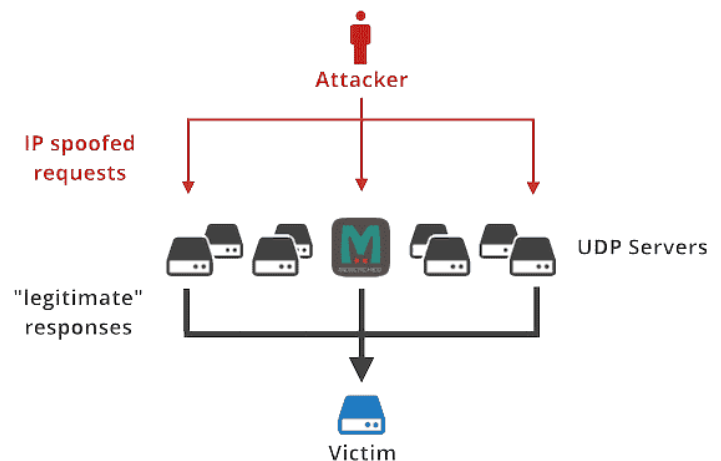 Attacker
IP spoofed
requests
UDP Servers
"legitimate"
responses
Victim